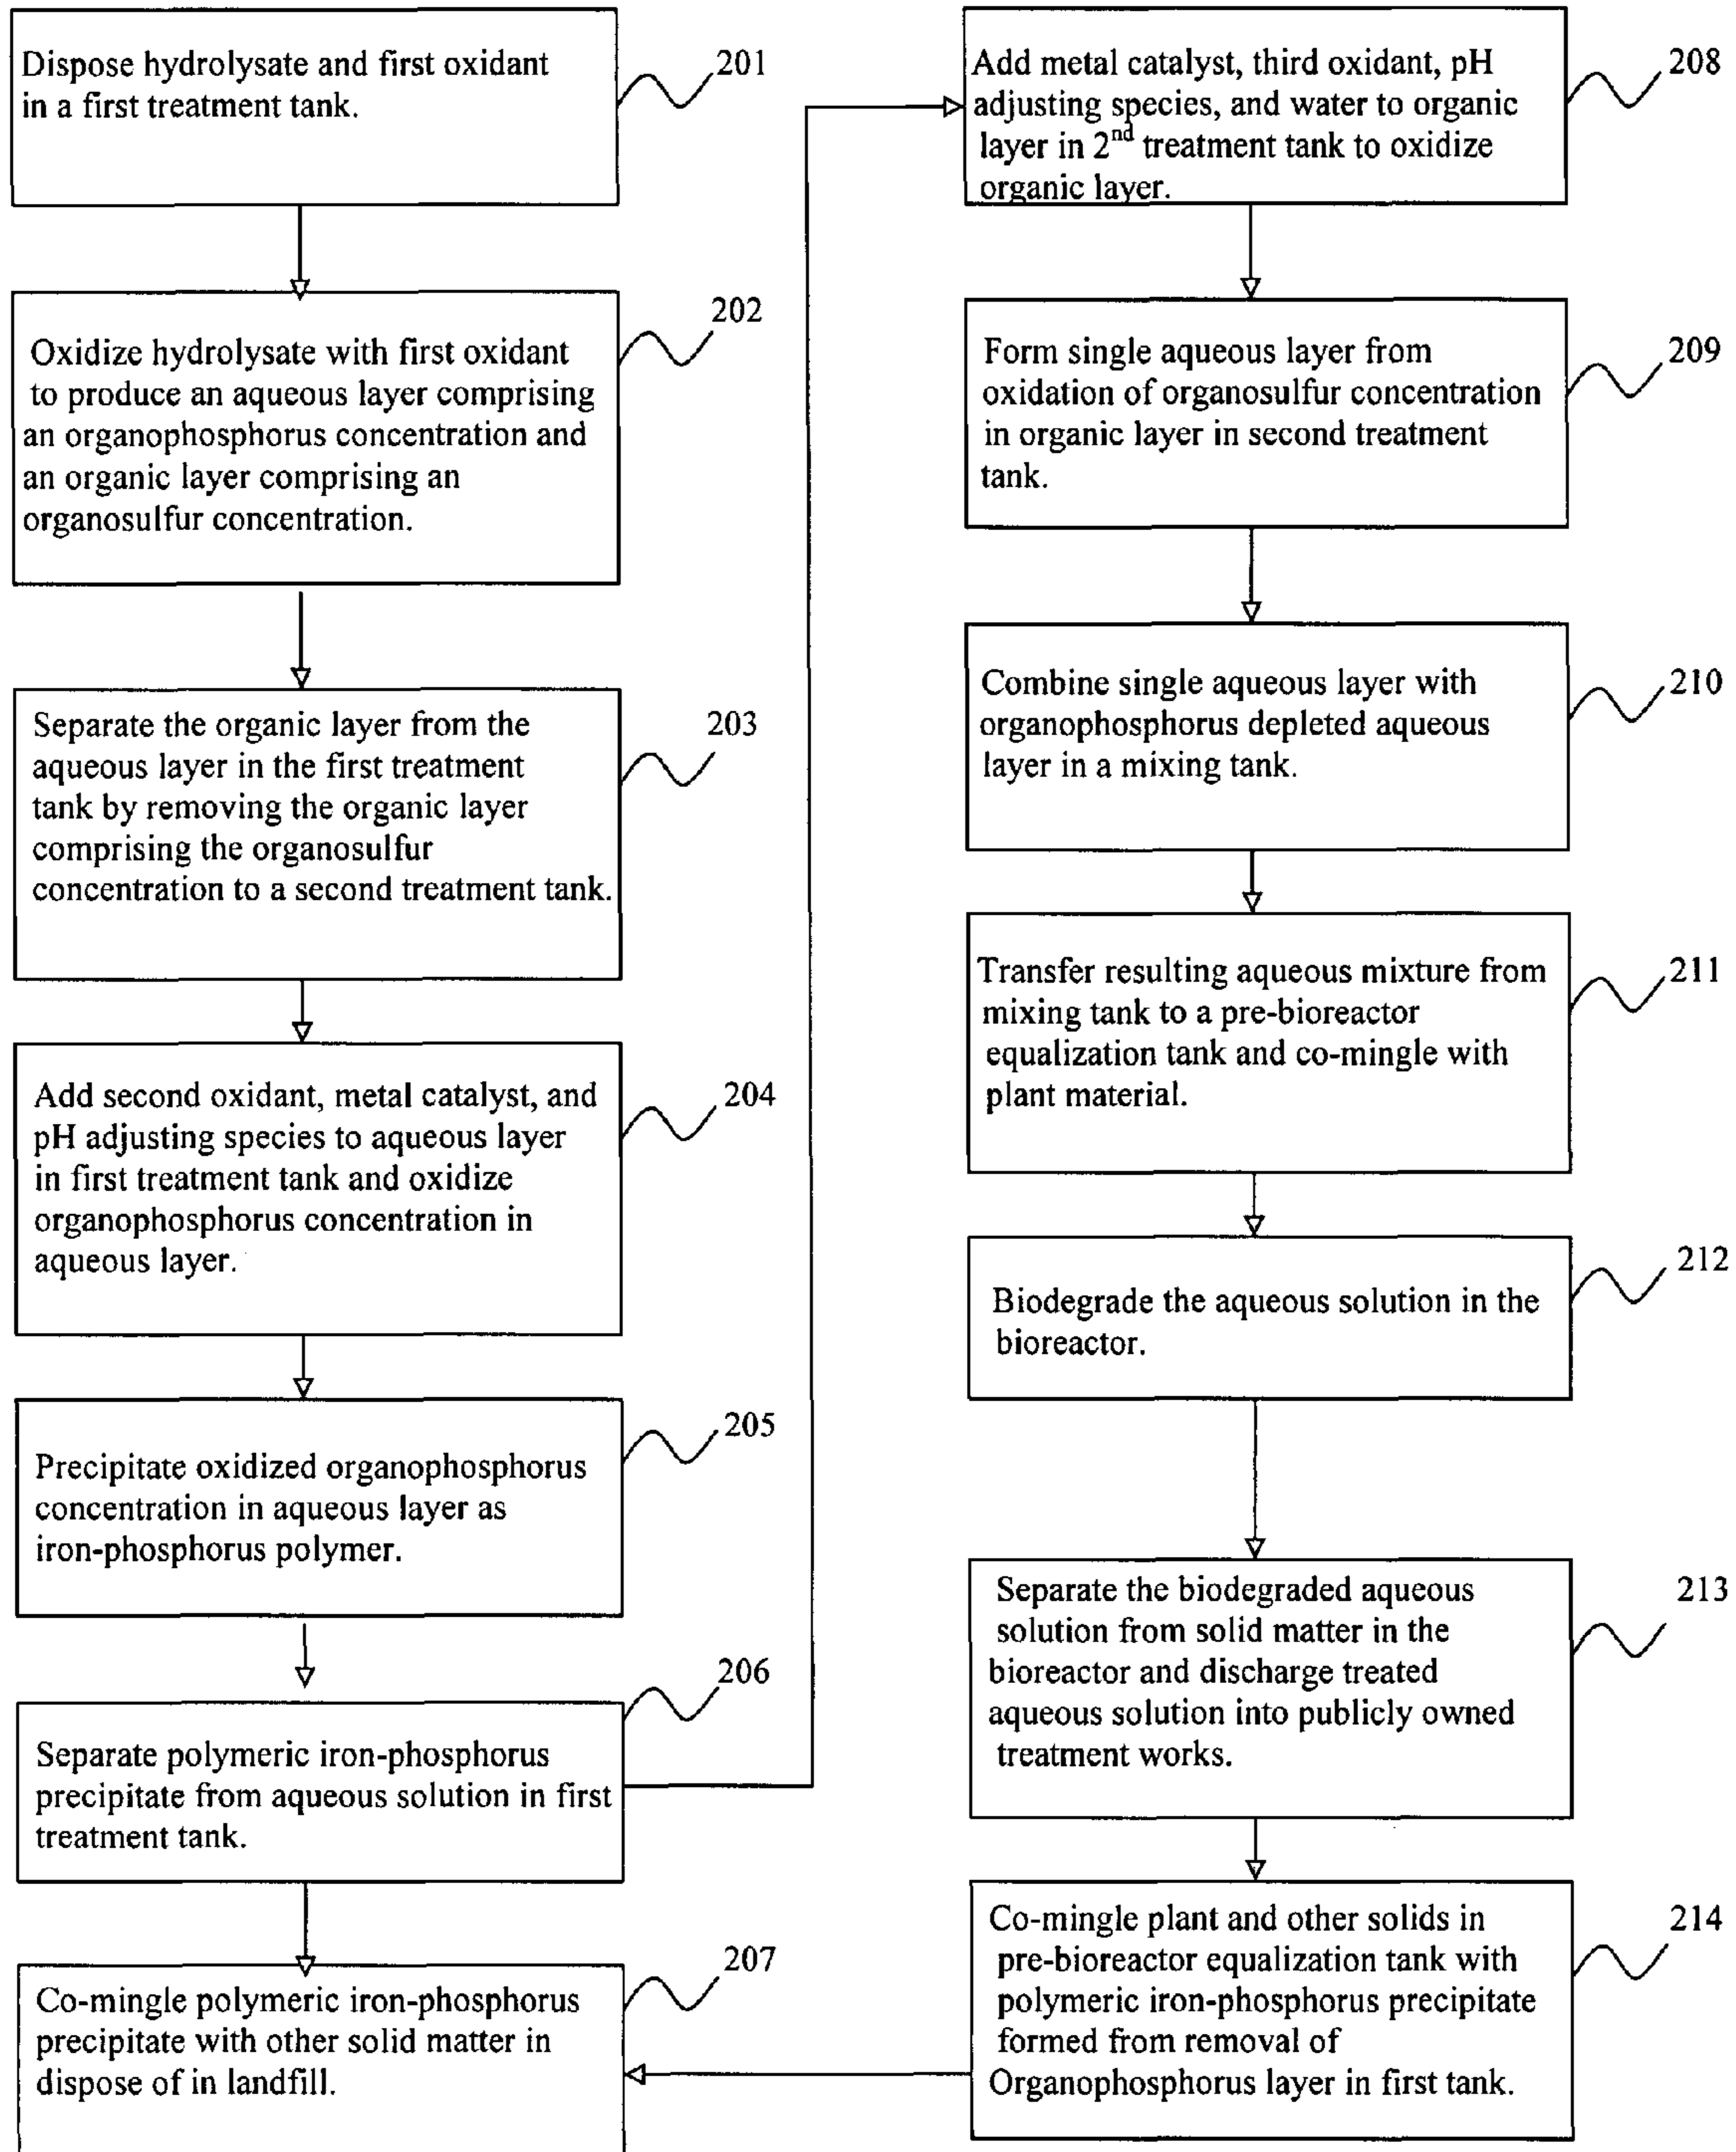 Dispose hydrolysate and first oxidant
in a first treatment tank.
201
Oxidize hydrolysate with first oxidant
to produce an aqueous layer comprising
an organophosphorus concentration and
an organic layer comprising an
organosulfur concentration.
202
Separate the organic layer from the
aqueous layer in the first treatment
tank by removing the organic layer
comprising the organosulfur
concentration to a second treatment tank.
203
Add second oxidant, metal catalyst, and
pH adjusting species to aqueous layer
in first treatment tank and oxidize
organophosphorus concentration in
aqueous layer.
204
Precipitate oxidized organophosphorus
concentration in aqueous layer as
iron-phosphorus polymer.
205
Separate polymeric iron-phosphorus
precipitate from aqueous solution in first
treatment tank.
206
Co-mingle polymeric iron-phosphorus
precipitate with other solid matter in
dispose of in landfill.
207
Add metal catalyst, third oxidant, pH
adjusting species, and water to organic
layer in 2nd treatment tank to oxidize
organic layer.
208
Form single aqueous layer from
oxidation of organosulfur concentration
in organic layer in second treatment
tank.
209
Combine single aqueous layer with
organophosphorus depleted aqueous
layer in a mixing tank.
210
Transfer resulting aqueous mixture from
mixing tank to a pre-bioreactor
equalization tank and co-mingle with
plant material.
211
Biodegrade the aqueous solution in the
bioreactor.
212
Separate the biodegraded aqueous
solution from solid matter in the
bioreactor and discharge treated
aqueous solution into publicly owned
treatment works.
213
Co-mingle plant and other solids in
pre-bioreactor equalization tank with
polymeric iron-phosphorus precipitate
formed from removal of
Organophosphorus layer in first tank.
214